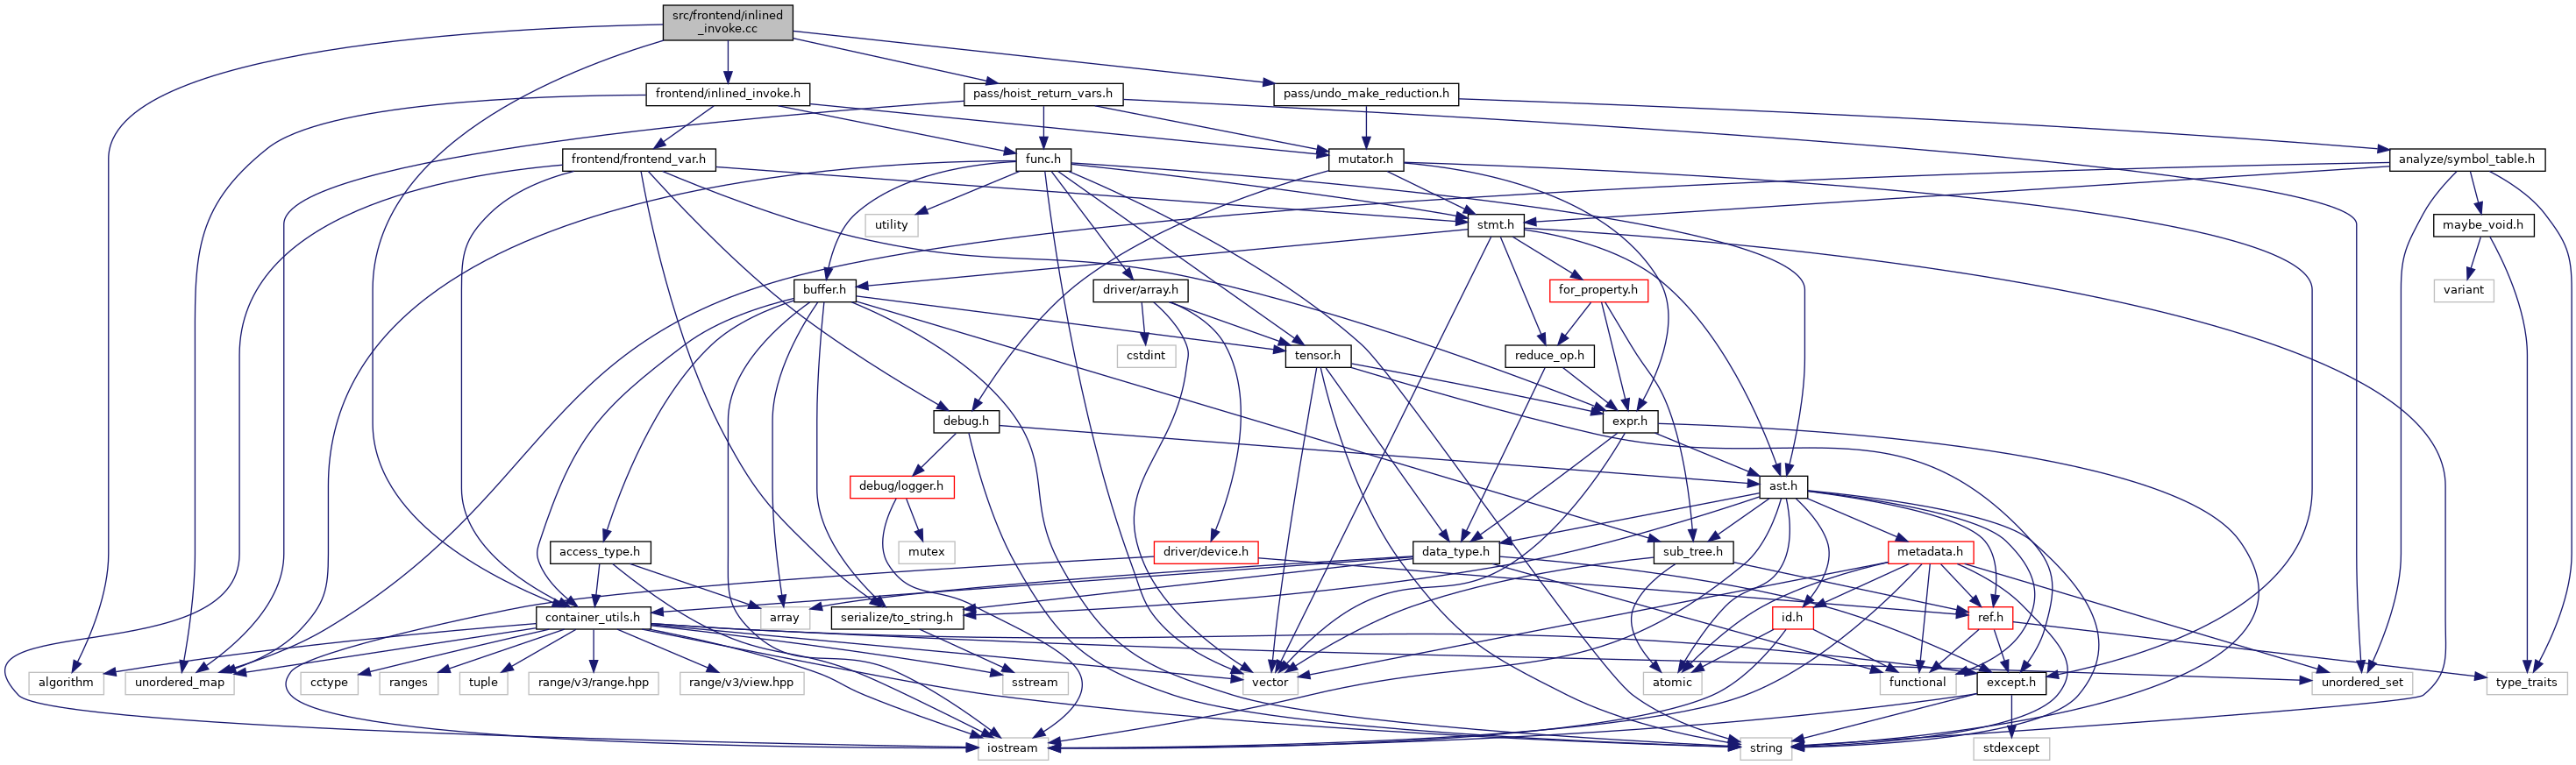 src/frontend/inlined
_invoke.cc
frontend/inlined_invoke.h
pass/hoist_return_vars.h
pass/undo_make_reduction.h
frontend/frontend_var.h
func.h
mutator.h
analyze/symbol_table.h
utility
stmt.h
maybe_void.h
buffer.h
driver/array.h
for_property.h
variant
cstdint
tensor.h
reduce_op.h
debug.h
expr.h
debug/logger.h
ast.h
access_type.h
mutex
driver/device.h
data_type.h
sub_tree.h
metadata.h
container_utils.h
array
serialize/to_string.h
id.h
ref.h
algorithm
unordered_map
cctype
ranges
tuple
range/v3/range.hpp
range/v3/view.hpp
sstream
vector
atomic
functional
except.h
unordered_set
type_traits
iostream
string
stdexcept